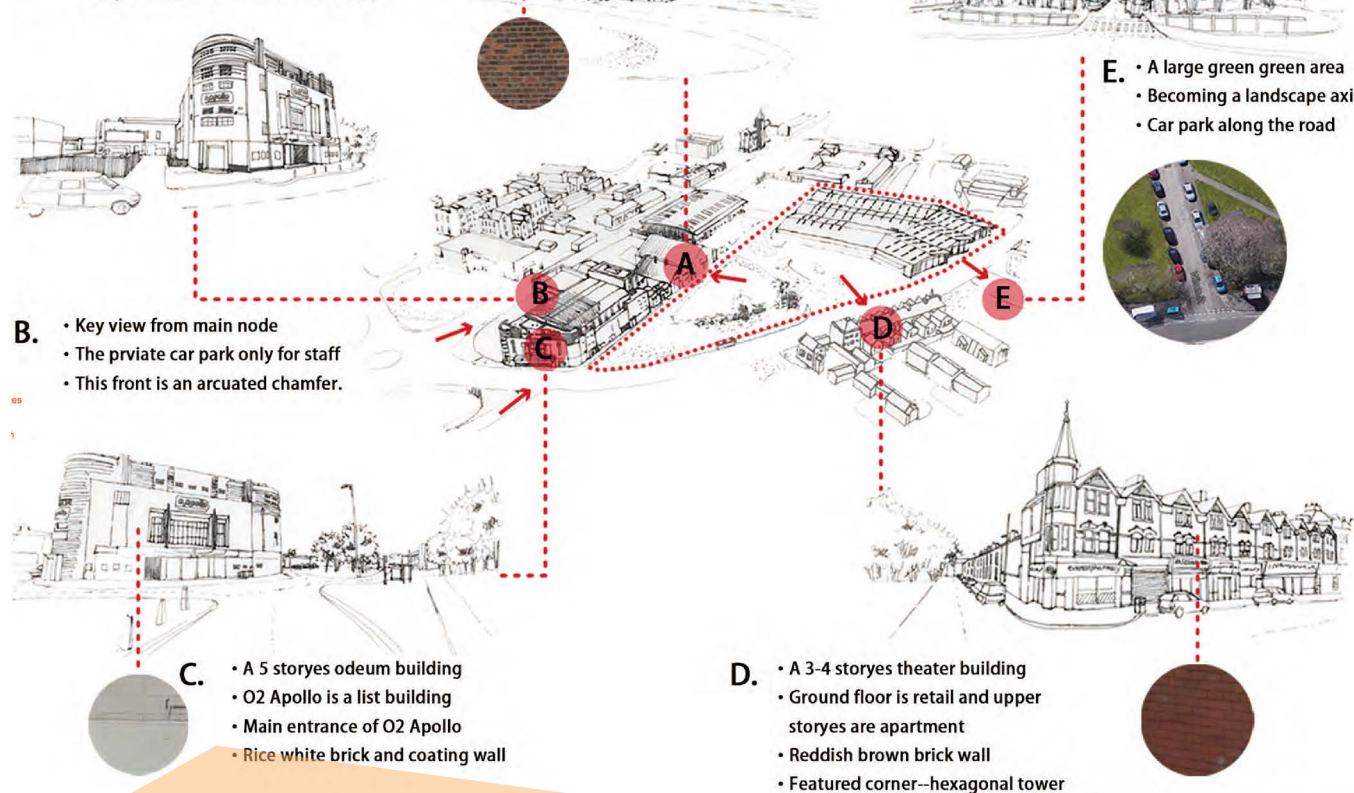 E.
• A large green green area
• Becoming a landscape axi
• Car park along the road
A
B
C
D
E
B.
• Key view from main node
• The prviate car park only for staff
• This front is an arcuated chamfer.
es
C.
• A 5 storyes odeum building
• O2 Apollo is a list building
• Main entrance of O2 Apollo
• Rice white brick and coating wall
D.
• A 3-4 storyes theater building
• Ground floor is retail and upper
storyes are apartment
• Reddish brown brick wall
• Featured corner--hexagonal tower